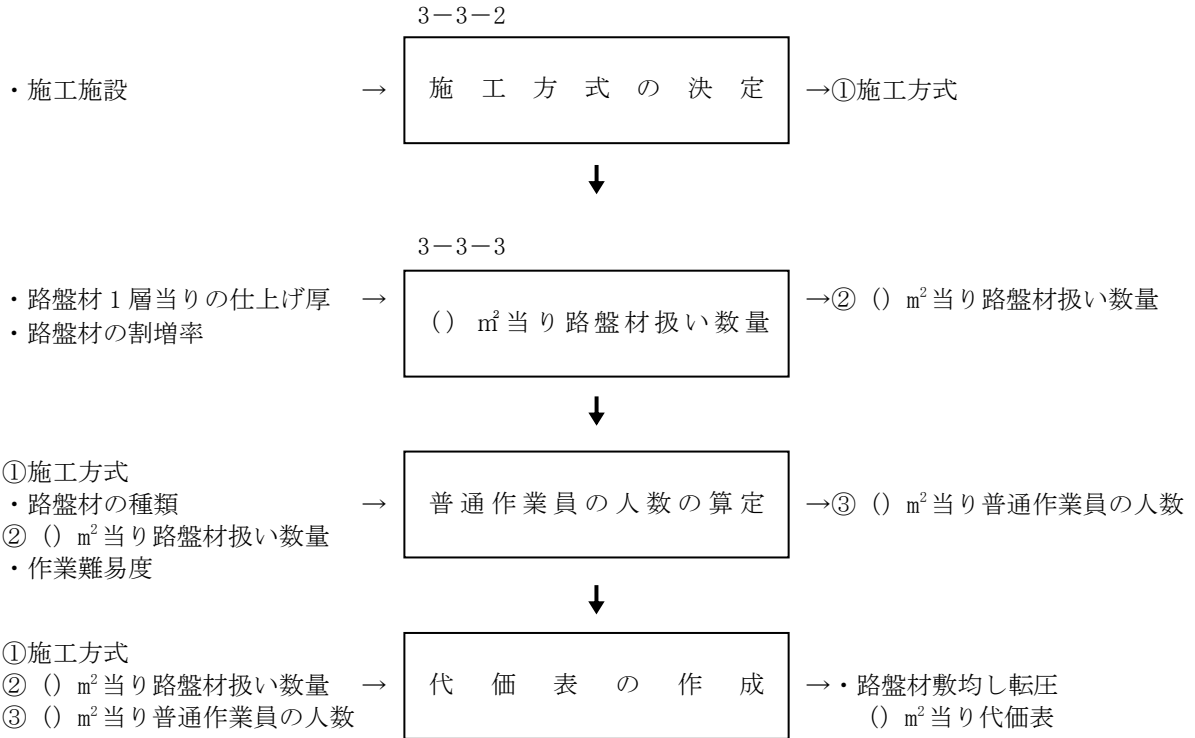 3-3-2
・施工施設 → 施工方式の決定 →①施工方式
↓
3-3-3
・路盤材1層当りの仕上げ厚 →
・路盤材の割増率
() ㎡当り路盤材扱い数量
→② () m²当り路盤材扱い数量
↓
①施工方式
・路盤材の種類 →
② () m²当り路盤材扱い数量
・作業難易度
普通作業員の人数の算定
→③ () m²当り普通作業員の人数
↓
①施工方式
② () m²当り路盤材扱い数量 →
③ () m²当り普通作業員の人数
代価表の作成
→・路盤材敷均し転圧
() m²当り代価表